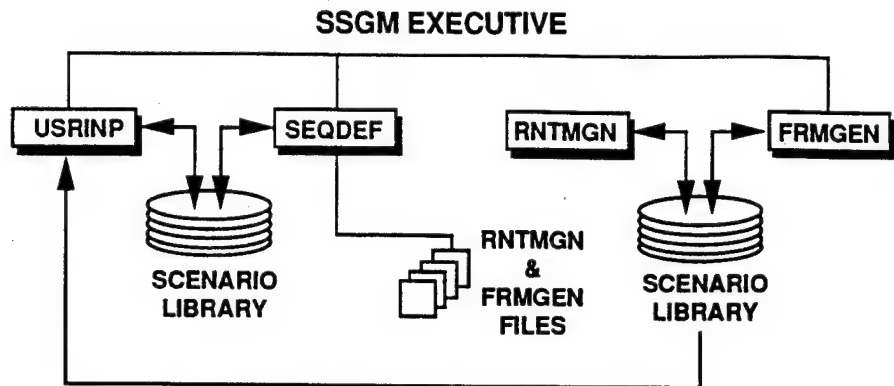 SSGM EXECUTIVE
USRINP
SEQDEF
RNTMGN
FRMGEN
SCENARIO
LIBRARY
RNTMGN
&
FRMGEN
FILES
SCENARIO
LIBRARY